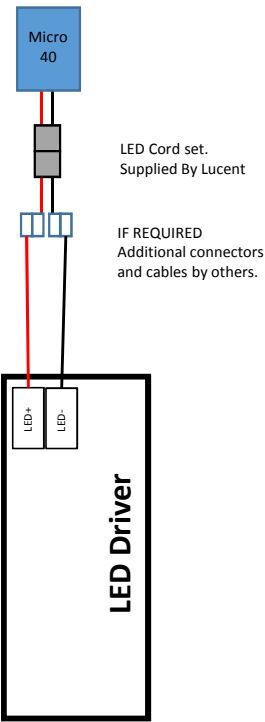 Micro
40
LED Cord set.
Supplied By Lucent
IF REQUIRED
Additional connectors
and cables by others.
LED+
LED-
LED Driver